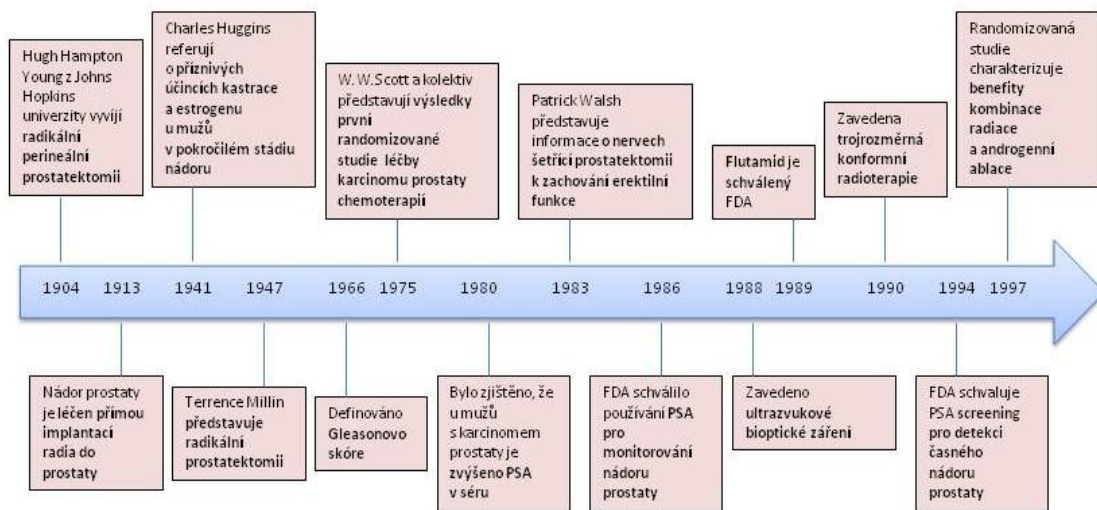 Hugh Hampton
Young z Johns
Hopkins
univerzity vyvíjí
radikální
perineální
prostatektomii
Charles Huggins
referují
o příznivých
účincích kastrace
a estrogenu
u mužů
v pokročilém stádiu
nádoru
W. W. Scott a kolektiv
představují výsledky
první
randomizované
studie léčby
karcinomu prostaty
chemoterapií
Patrick Walsh
představuje
informace o nervech
šetřící prostatektomii
k zachování erektilní
funkce
Flutamid je
schválený
FDA
Zavedena
trojrozměrná
konformní
radioterapie
Randomizovaná
studie
charakterizuje
benefity
kombinace
radiace
a androgenní
ablace
1904 1913 1941 1947 1966 1975 1980 1983 1986 1988 1989 1990 1994 1997
Nádor prostaty
je léčen přímou
implantací
radia do
prostaty
Terrence Millin
představuje
radikální
prostatektomii
Definováno
Gleasonovo
skóre
Bylo zjištěno, že
u mužů
s karcinomem
prostaty je
zvýšeno PSA
v séru
FDA schválilo
používání PSA
pro
monitorování
nádoru
prostaty
Zavedeno
ultrazvukové
bioptické záření
FDA schvaluje
PSA screening
pro detekci
časného
nádoru
prostaty